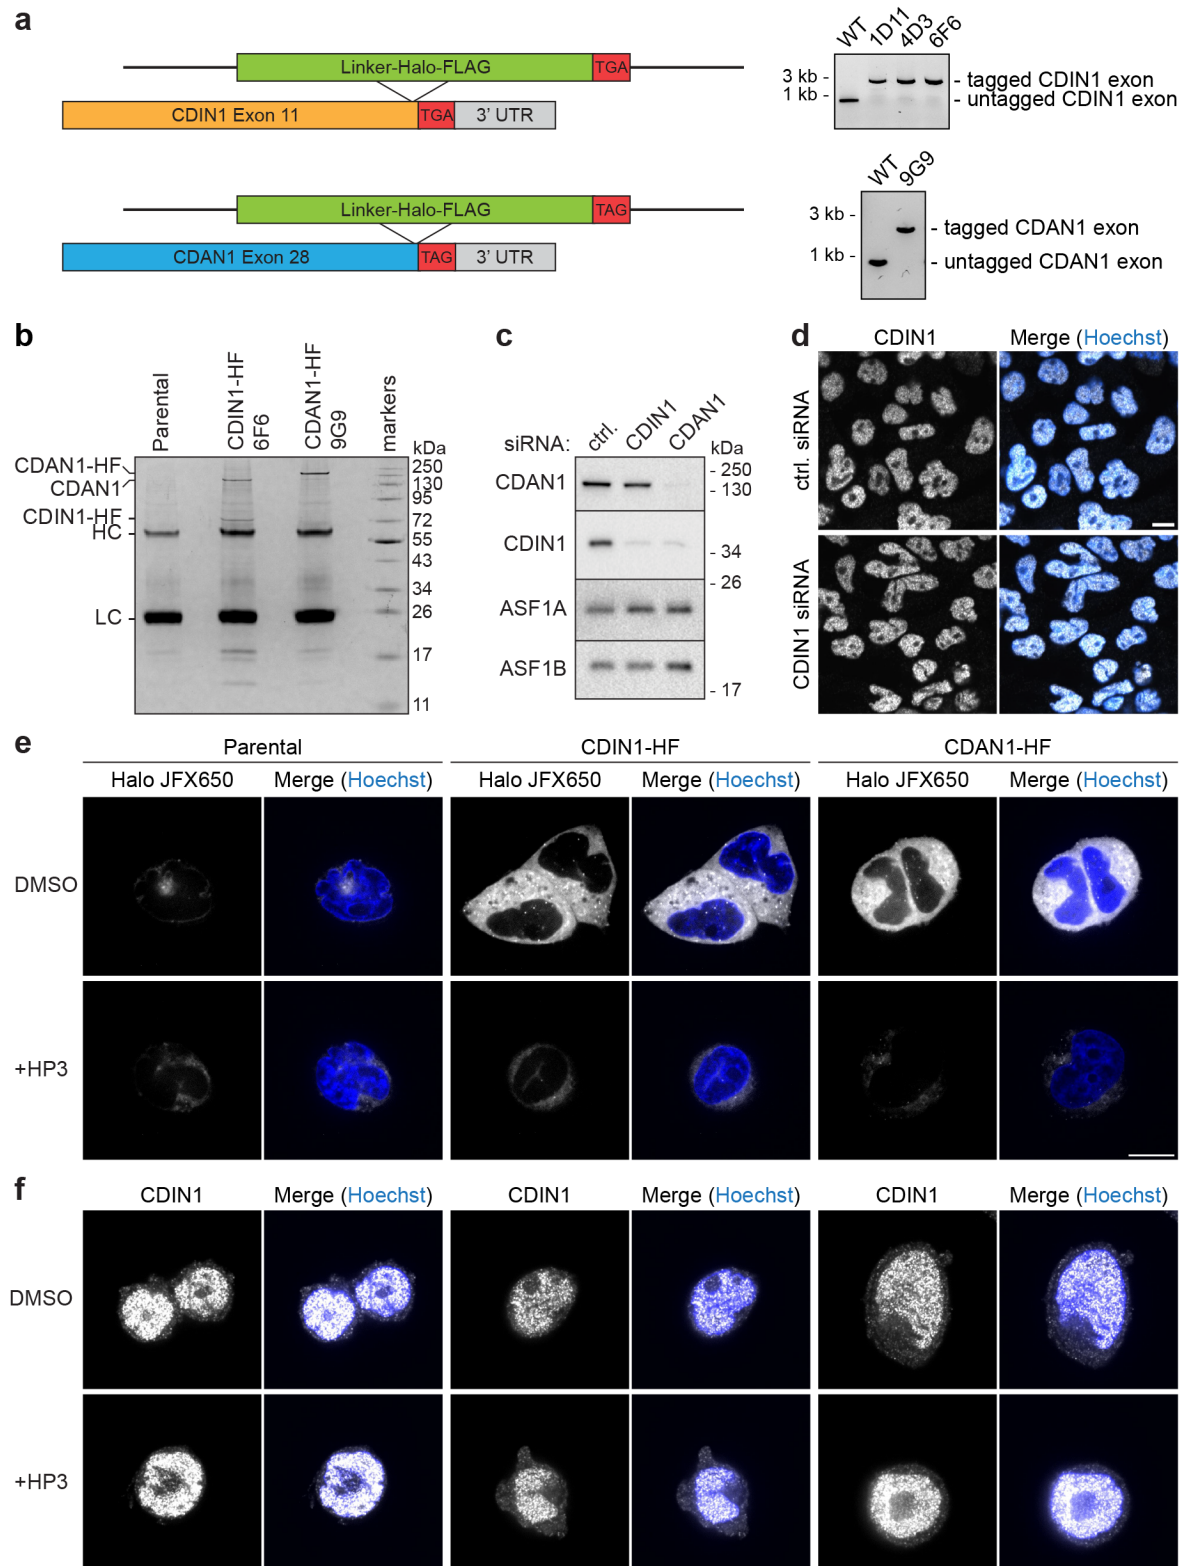 a
Linker-Halo-FLAG
TGA
CDIN1 Exon 11
TGA
3' UTR
Linker-Halo-FLAG
TAG
CDAN1 Exon 28
TAG
3' UTR
WT
1D11
4D3
6F6
3 kb -
1 kb -
- tagged CDIN1 exon
- untagged CDIN1 exon
WT
9G9
3 kb -
1 kb -
- tagged CDAN1 exon
- untagged CDAN1 exon
b
Parental
CDIN1-HF
6F6
CDAN1-HF
9G9
markers
kDa
CDAN1-HF
CDAN1
CDIN1-HF
HC
LC
250
130
95
72
55
43
34
26
17
11
c
siRNA:
ctrl.
CDIN1
CDAN1
kDa
CDAN1
- 250
- 130
CDIN1
- 34
- 26
ASF1A
ASF1B
- 17
d
CDIN1
Merge (Hoechst)
ctrl. siRNA
CDIN1 siRNA
e
Parental
CDIN1-HF
CDAN1-HF
Halo JFX650
Merge (Hoechst)
Halo JFX650
Merge (Hoechst)
Halo JFX650
Merge (Hoechst)
DMSO
+HP3
f
CDIN1
Merge (Hoechst)
CDIN1
Merge (Hoechst)
CDIN1
Merge (Hoechst)
DMSO
+HP3